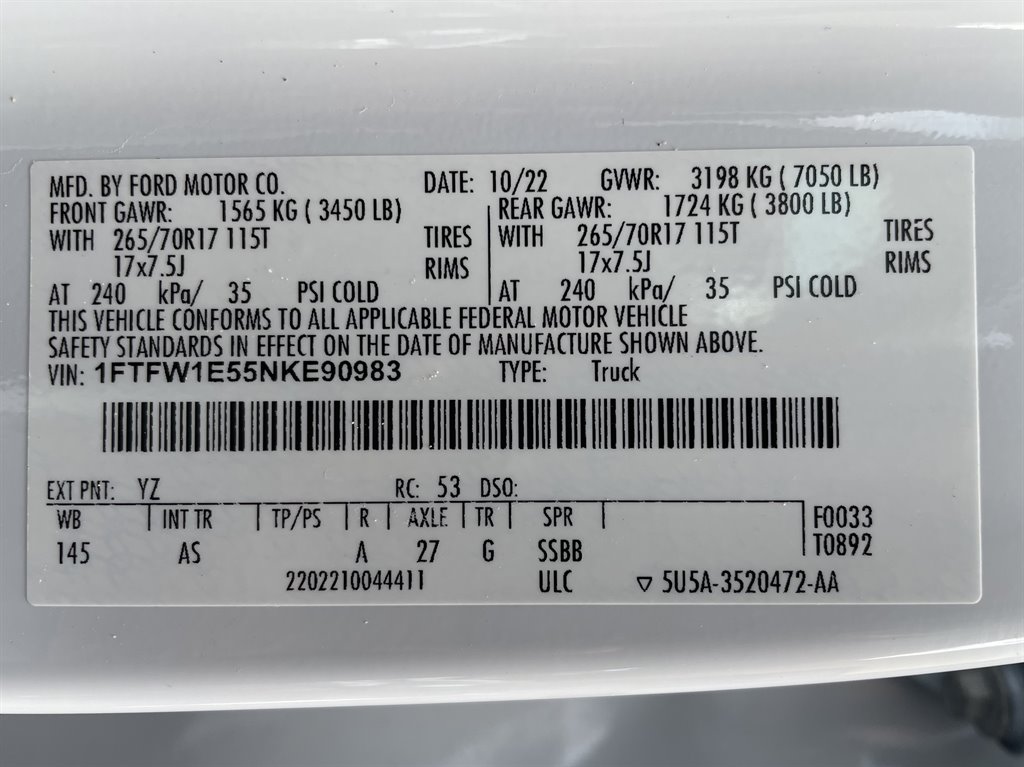 MFD. BY FORD MOTOR CO. DATE: 10/22 GVWR: 3198 KG ( 7050 LB)
FRONT GAWR: 1565 KG ( 3450 LB) REAR GAWR: 1724 KG ( 3800 LB)
WITH 265/70R17 115T TIRES WITH 265/70R17 115T TIRES
17x7.5J RIMS 17x7.5J RIMS
AT 240 kPa/ 35 PSI COLD AT 240 kPa/ 35 PSI COLD
THIS VEHICLE CONFORMS TO ALL APPLICABLE FEDERAL MOTOR VEHICLE
SAFETY STANDARDS IN EFFECT ON THE DATE OF MANUFACTURE SHOWN ABOVE.
VIN: 1FTFW1E55NKE90983 TYPE: Truck
EXT PNT: YZ RC: 53 DSO:
WB INT TR TP/PS R AXLE TR SPR F0033
145 AS A 27 G SSBB T0892
2202210044411 ULC ▽ 5U5A-3520472-AA